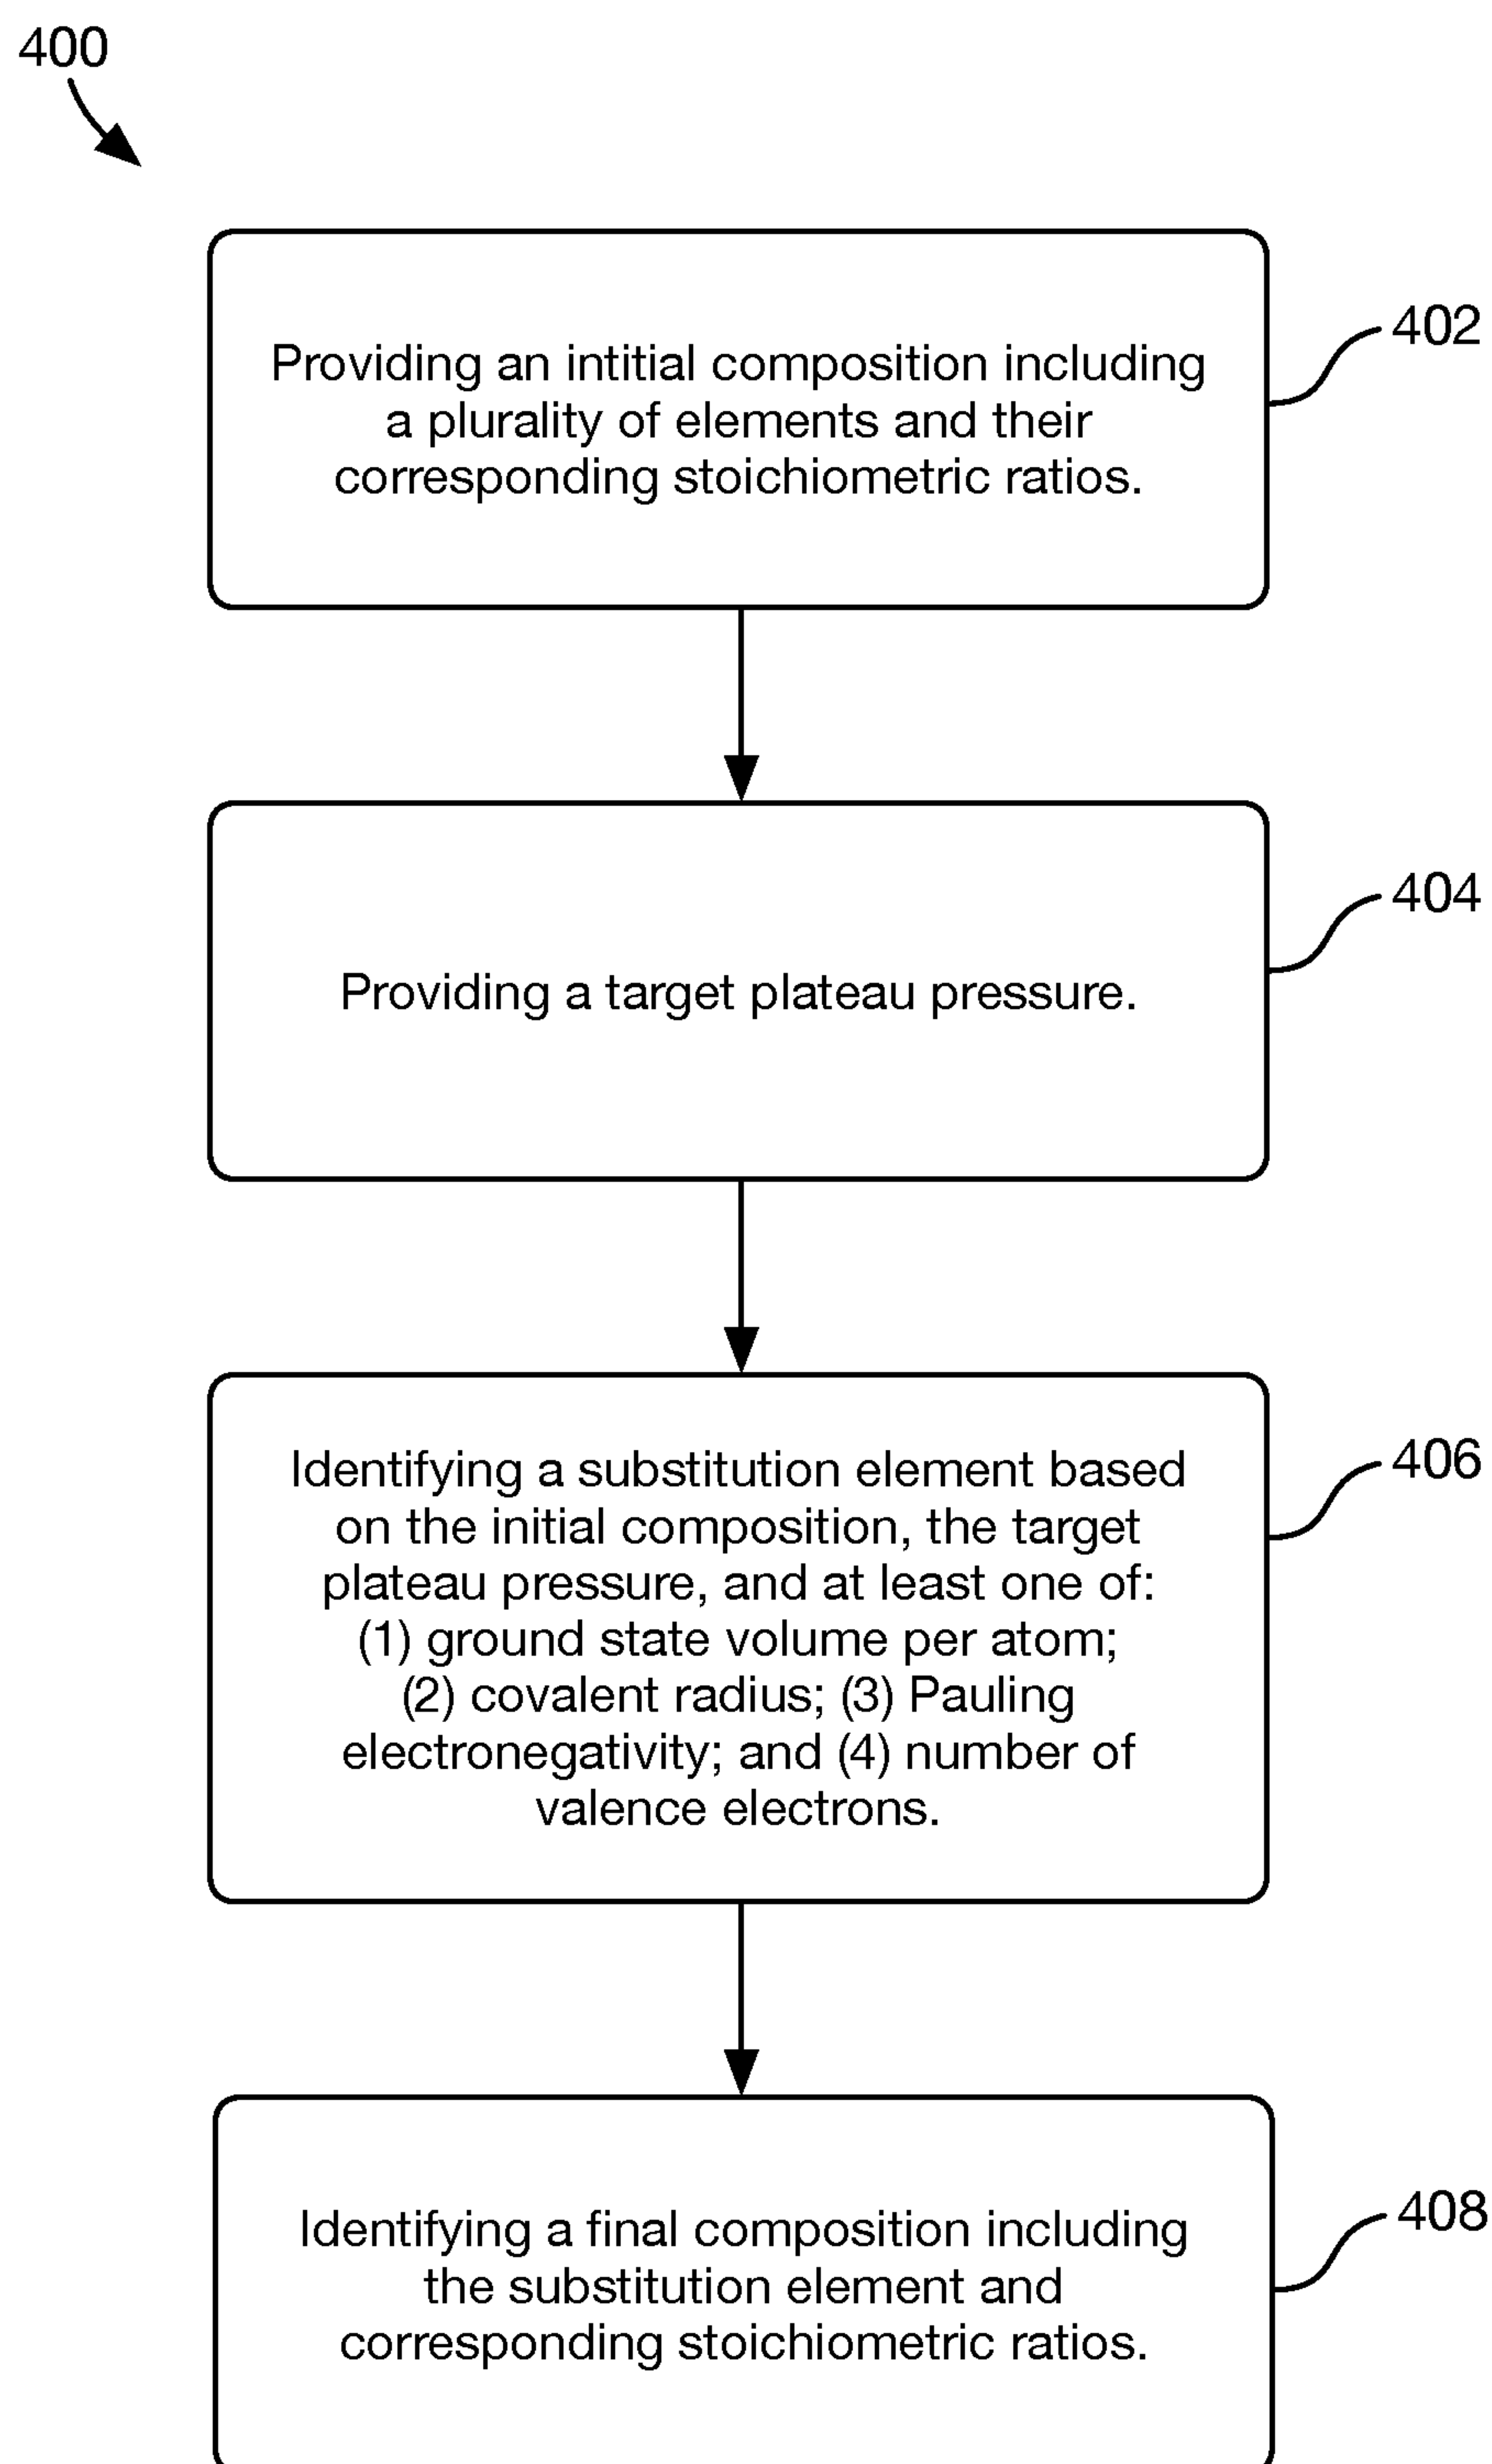 400
Providing an intitial composition including
a plurality of elements and their
corresponding stoichiometric ratios.
402
Providing a target plateau pressure.
404
Identifying a substitution element based
on the initial composition, the target
plateau pressure, and at least one of:
(1) ground state volume per atom;
(2) covalent radius; (3) Pauling
electronegativity; and (4) number of
valence electrons.
406
Identifying a final composition including
the substitution element and
corresponding stoichiometric ratios.
408